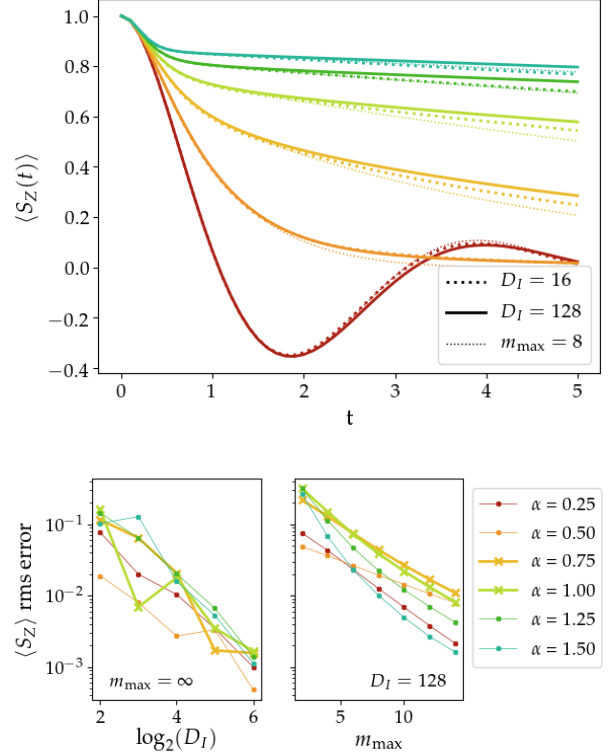 1.0
0.8
0.6
0.4
0.2
0.0
−0.2
−0.4
⟨S_Z(t)⟩
0 1 2 3 4 5
t
D_I = 16
D_I = 128
m_max = 8
10^−1
10^−2
10^−3
⟨S_Z⟩ rms error
m_max = ∞
2 4 6
log_2(D_I)
D_I = 128
5 10
m_max
α = 0.25
α = 0.50
α = 0.75
α = 1.00
α = 1.25
α = 1.50